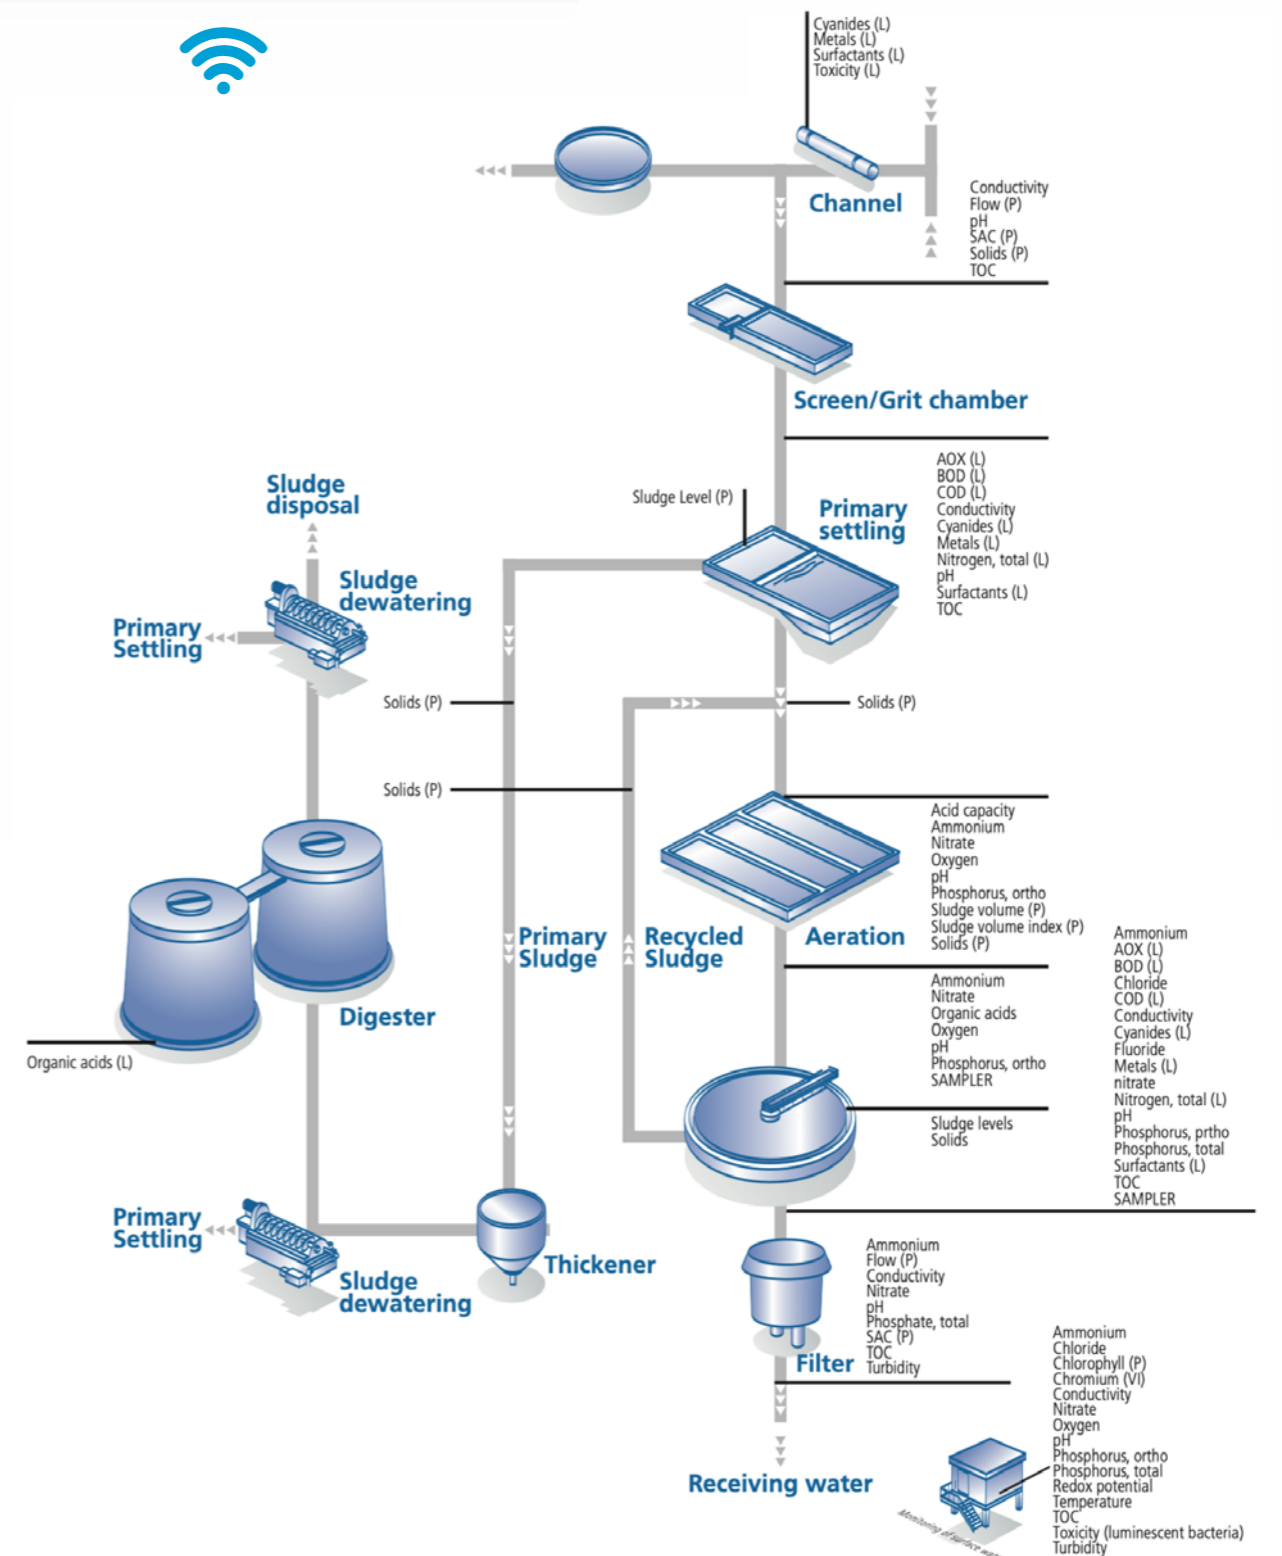 Cyanides (L)
Metals (L)
Surfactants (L)
Toxicity (L)
Channel
Conductivity
Flow (P)
pH
SAC (P)
Solids (P)
TOC
Screen/Grit chamber
AOX (L)
BOD (L)
COD (L)
Conductivity
Cyanides (L)
Metals (L)
Nitrogen, total (L)
pH
Surfactants (L)
TOC
Sludge Level (P)
Primary
settling
Sludge
disposal
Sludge
dewatering
Primary
Settling
Solids (P)
Solids (P)
Solids (P)
Acid capacity
Ammonium
Nitrate
Oxygen
pH
Phosphorus, ortho
Sludge volume (P)
Sludge volume index (P)
Solids (P)
Primary
Sludge
Recycled
Sludge
Aeration
Ammonium
Nitrate
Organic acids
Oxygen
pH
Phosphorus, ortho
SAMPLER
Ammonium
AOX (L)
BOD (L)
Chloride
COD (L)
Conductivity
Cyanides (L)
Fluoride
Metals (L)
nitrate
Nitrogen, total (L)
pH
Phosphorus, prtho
Phosphorus, total
Surfactants (L)
TOC
SAMPLER
Digester
Organic acids (L)
Sludge levels
Solids
Primary
Settling
Sludge
dewatering
Thickener
Ammonium
Flow (P)
Conductivity
Nitrate
pH
Phosphate, total
SAC (P)
TOC
Turbidity
Filter
Receiving water
Ammonium
Chloride
Chlorophyll (P)
Chromium (VI)
Conductivity
Nitrate
Oxygen
pH
Phosphorus, ortho
Phosphorus, total
Redox potential
Temperature
TOC
Toxicity (luminescent bacteria)
Turbidity
Monitoring of surface